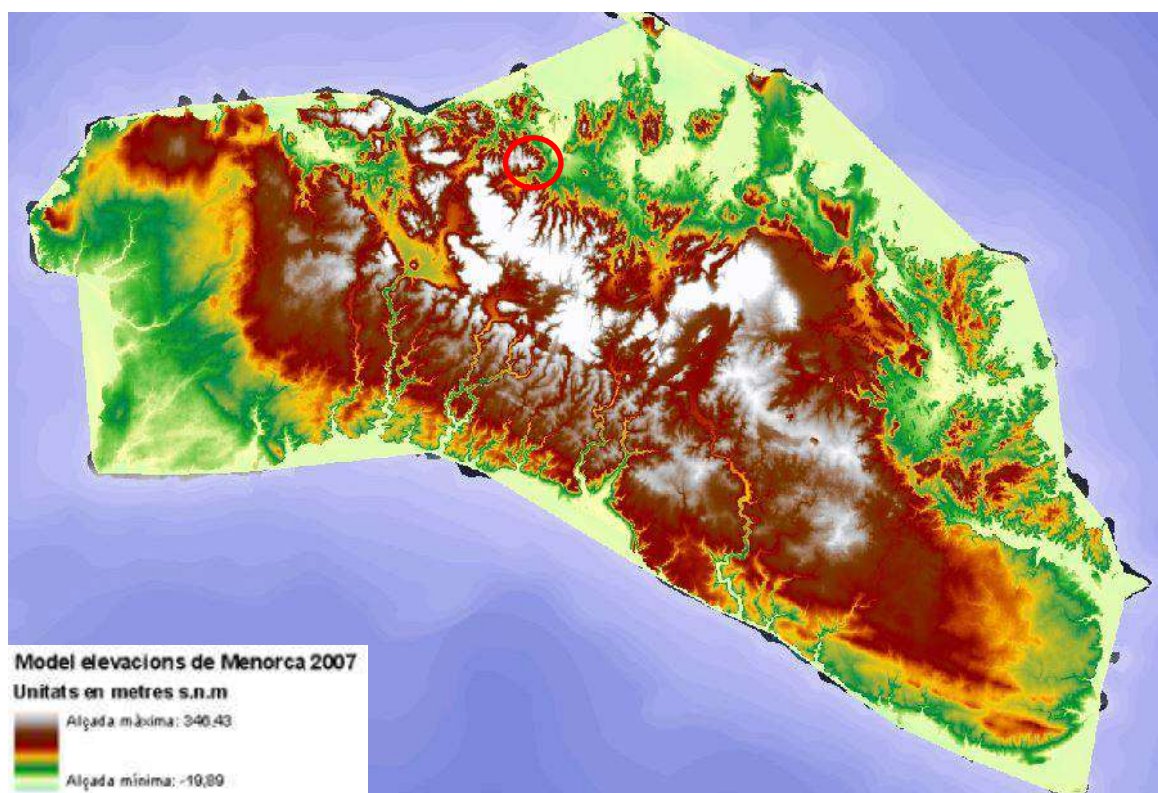 Model elevacions de Menorca 2007
Unitats en metres s.n.m
Alçada màxima: 346,43
Alçada mínima: -19,89